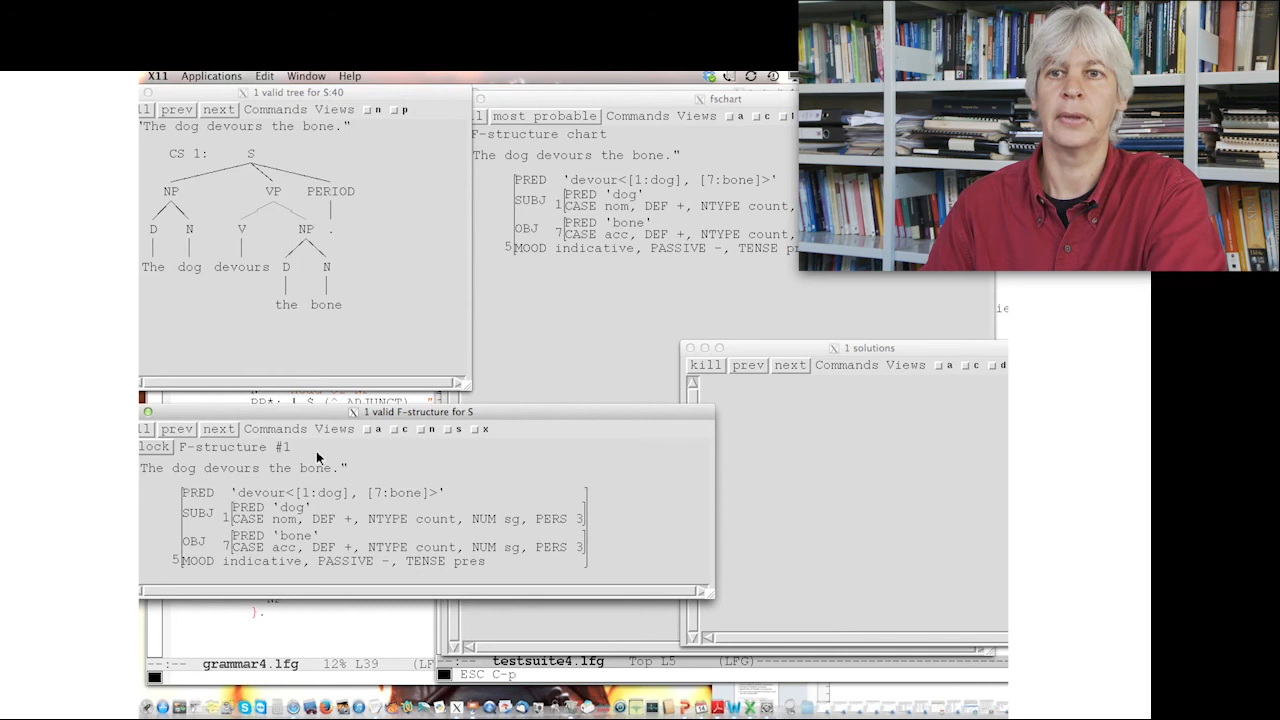 X11 Applications Edit Window Help
1 valid tree for S:40
ll prev next Commands Views n p
"The dog devours the bone."
CS 1: S
NP VP PERIOD
D N V NP .
The dog devours D N
the bone
fschart
l most probable Commands Views a c
F-structure chart
The dog devours the bone."
PRED 'devour<[1:dog], [7:bone]>'
PRED 'dog'
SUBJ 1 CASE nom, DEF +, NTYPE count,
PRED 'bone'
OBJ 7 CASE acc, DEF +, NTYPE count,
5 MOOD indicative, PASSIVE -, TENSE pr
1 solutions
kill prev next Commands Views a c d
1 valid F-structure for S
ll prev next Commands Views a c n s x
lock F-structure #1
The dog devours the bone."
PRED 'devour<[1:dog], [7:bone]>'
PRED 'dog'
SUBJ 1 CASE nom, DEF +, NTYPE count, NUM sg, PERS 3
PRED 'bone'
OBJ 7 CASE acc, DEF +, NTYPE count, NUM sg, PERS 3
5 MOOD indicative, PASSIVE -, TENSE pres
}.
--:-- grammar4.lfg 12% L39 (LF
--:-- testsuite4.lfg Top L5 (LFG)
ESC C-p